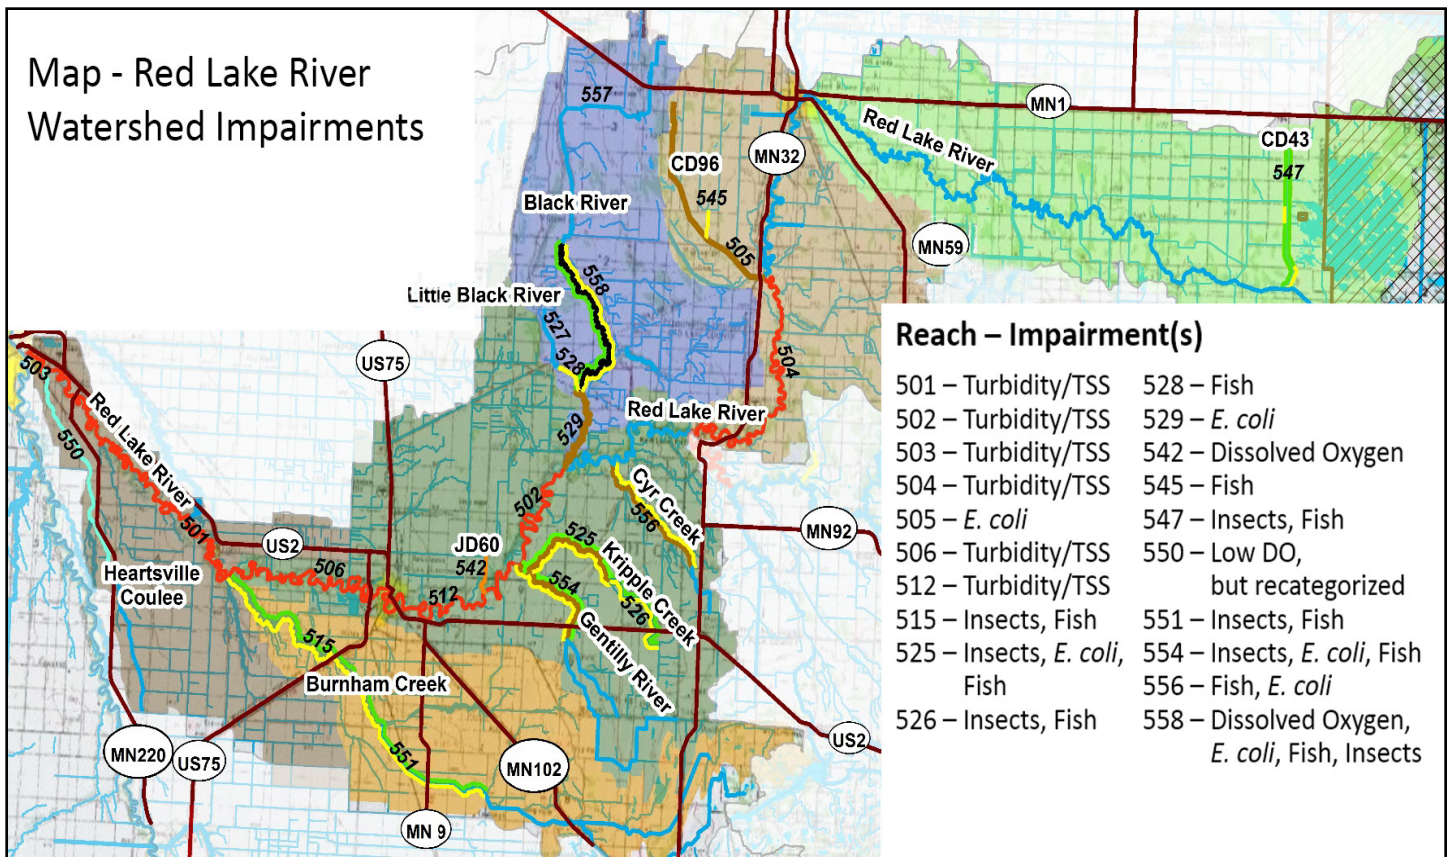 Map - Red Lake River
Watershed Impairments
557
MN1
Red Lake River
CD43
547
MN32
CD96
545
Black River
505
MN59
558
Little Black River
527
528
504
US75
503
Red Lake River
550
Red Lake River
529
502
Cyr Creek
556
501
US2
506
JD60
542
525
Kripple Creek
MN92
Heartsville
Coulee
512
554
526
Gentilly River
515
Burnham Creek
551
MN220
US75
MN102
US2
MN 9
Reach – Impairment(s)
501 – Turbidity/TSS
502 – Turbidity/TSS
503 – Turbidity/TSS
504 – Turbidity/TSS
505 – E. coli
506 – Turbidity/TSS
512 – Turbidity/TSS
515 – Insects, Fish
525 – Insects, E. coli,
Fish
526 – Insects, Fish
528 – Fish
529 – E. coli
542 – Dissolved Oxygen
545 – Fish
547 – Insects, Fish
550 – Low DO,
but recategorized
551 – Insects, Fish
554 – Insects, E. coli, Fish
556 – Fish, E. coli
558 – Dissolved Oxygen,
E. coli, Fish, Insects